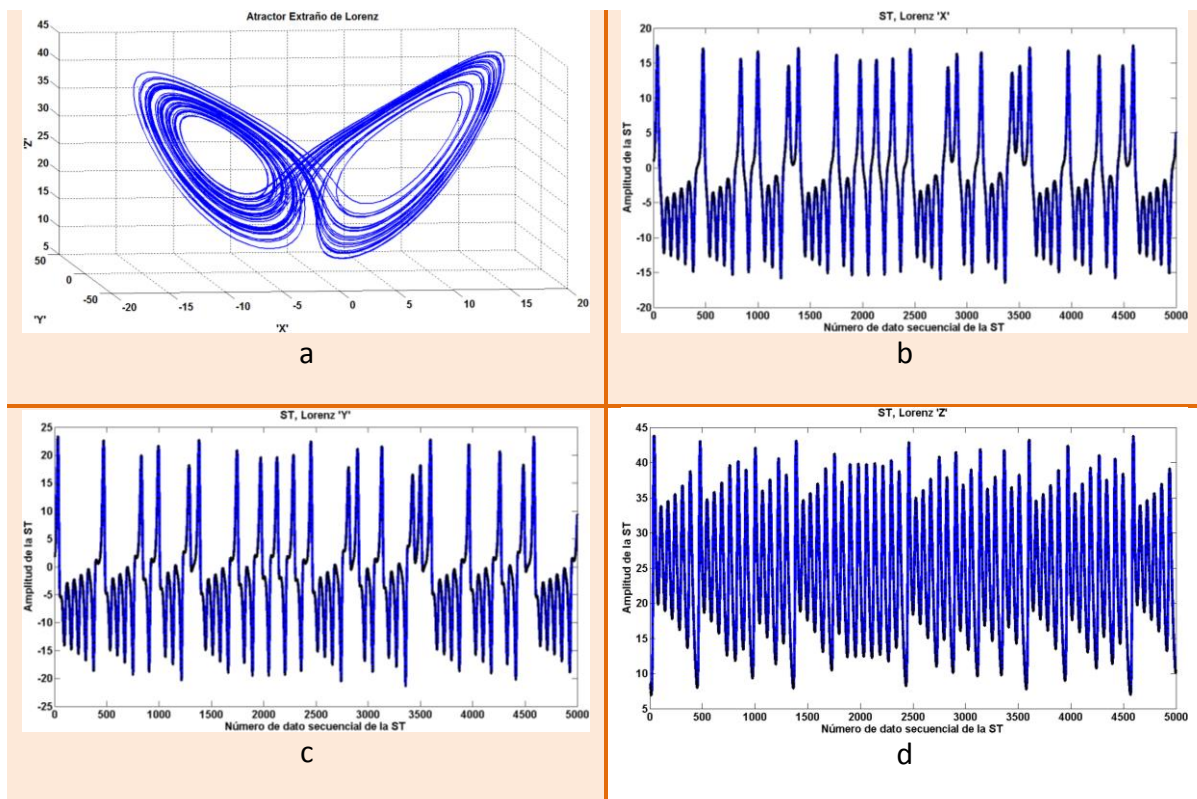 Atractor Extraño de Lorenz
45
40
35
30
25
20
15
10
5
'Z'
50
0
-50
'Y'
-20
-15
-10
-5
0
5
10
15
20
'X'
a
ST, Lorenz 'X'
20
15
10
5
0
-5
-10
-15
-20
Amplitud de la ST
0 500 1000 1500 2000 2500 3000 3500 4000 4500 5000
Número de dato secuencial de la ST
b
ST, Lorenz 'Y'
25
20
15
10
5
0
-5
-10
-15
-20
-25
Amplitud de la ST
0 500 1000 1500 2000 2500 3000 3500 4000 4500 5000
Número de dato secuencial de la ST
c
ST, Lorenz 'Z'
45
40
35
30
25
20
15
10
5
Amplitud de la ST
0 500 1000 1500 2000 2500 3000 3500 4000 4500 5000
Número de dato secuencial de la ST
d